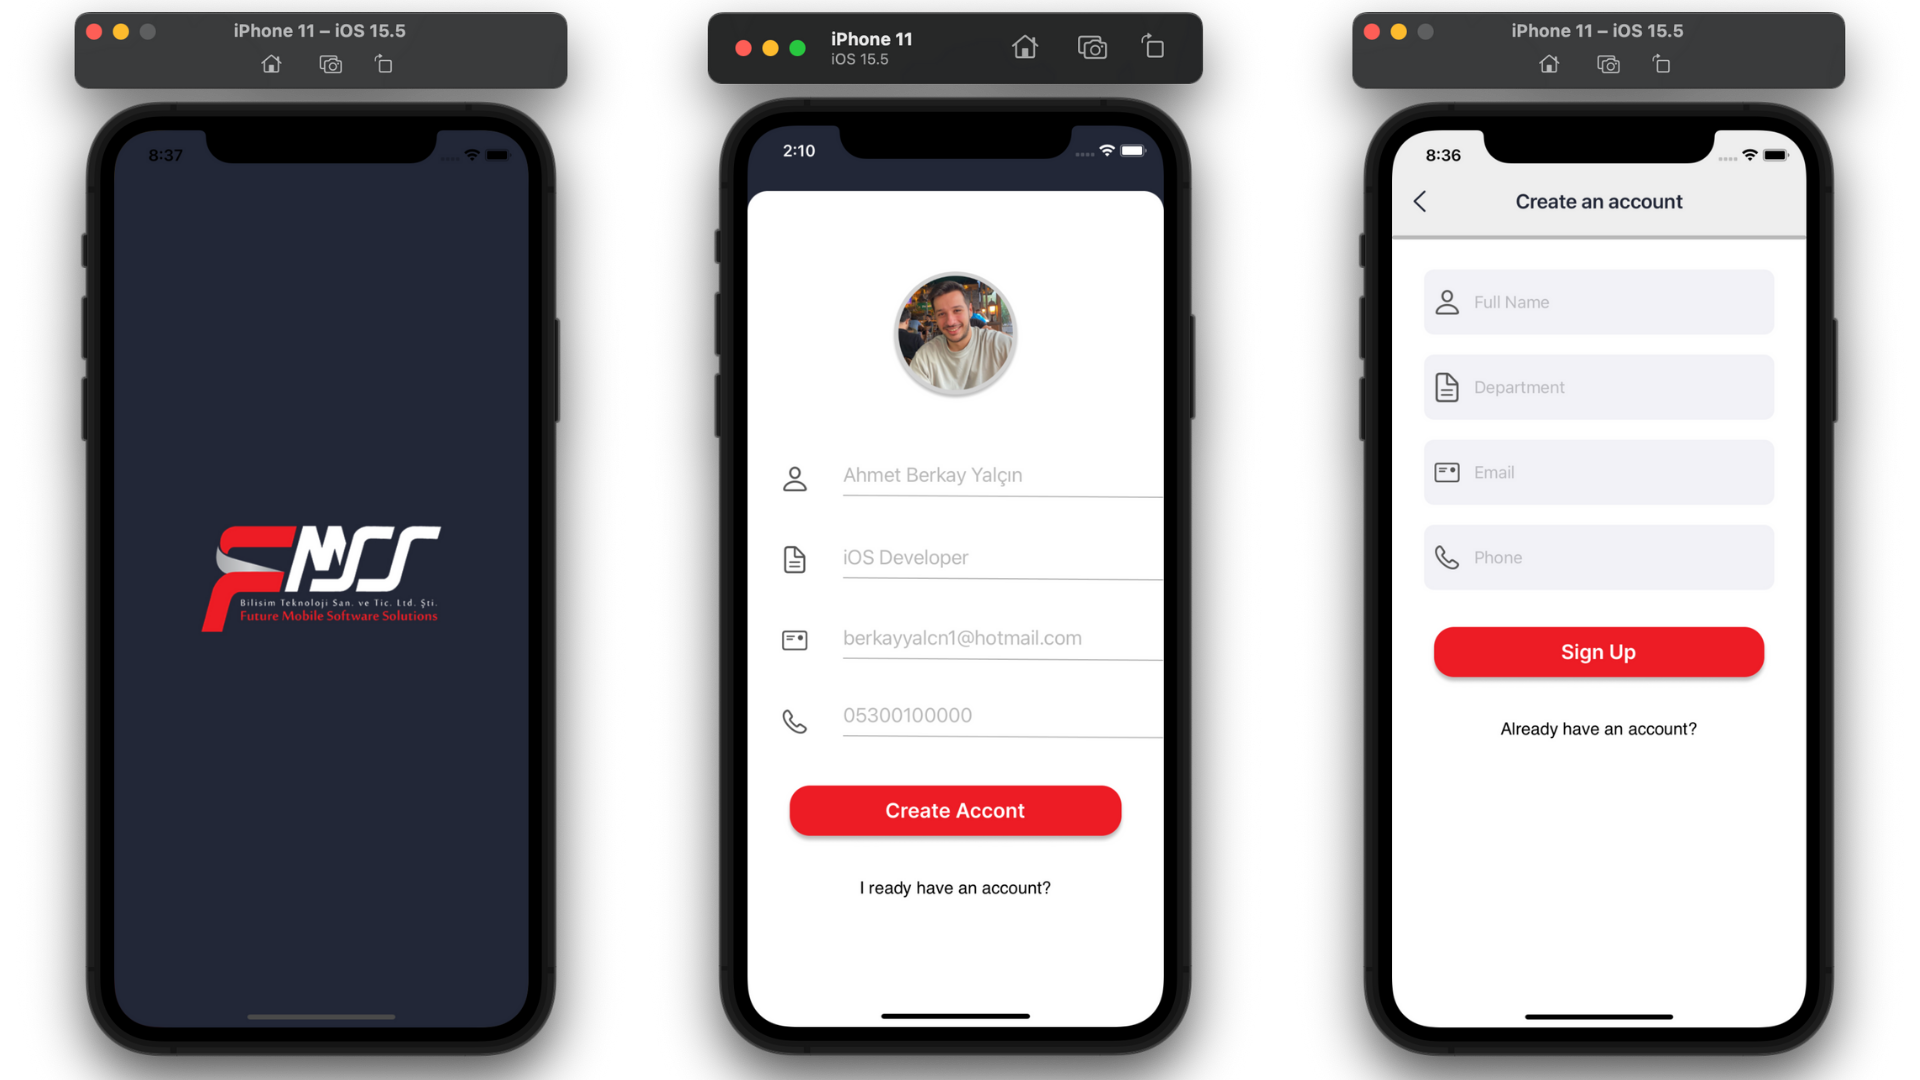 iPhone 11 – iOS 15.5
8:37
FMSS
Bilisim Teknoloji San. ve Tic. Ltd. Şti.
Future Mobile Software Solutions
iPhone 11
iOS 15.5
2:10
Ahmet Berkay Yalçın
iOS Developer
berkayyalcn1@hotmail.com
05300100000
Create Accont
I ready have an account?
iPhone 11 – iOS 15.5
8:36
Create an account
Full Name
Department
Email
Phone
Sign Up
Already have an account?